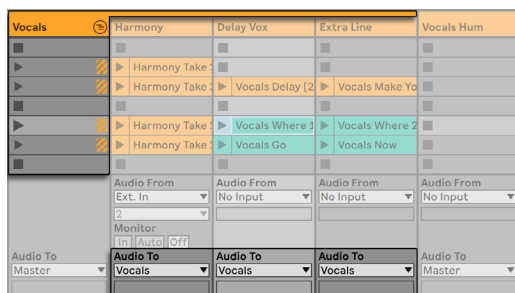 Vocals Harmony Delay Vox Extra Line Vocals Hum
Harmony Take
Harmony Take Vocals Delay [2 Vocals Make Yo
Harmony Take Vocals Where 1 Vocals Where 2
Harmony Take Vocals Go Vocals Now
Audio From Audio From Audio From Audio From
Ext. In No Input No Input No Input
2
Monitor
In Auto Off
Audio To Audio To Audio To Audio To Audio To
Master Vocals Vocals Vocals Master